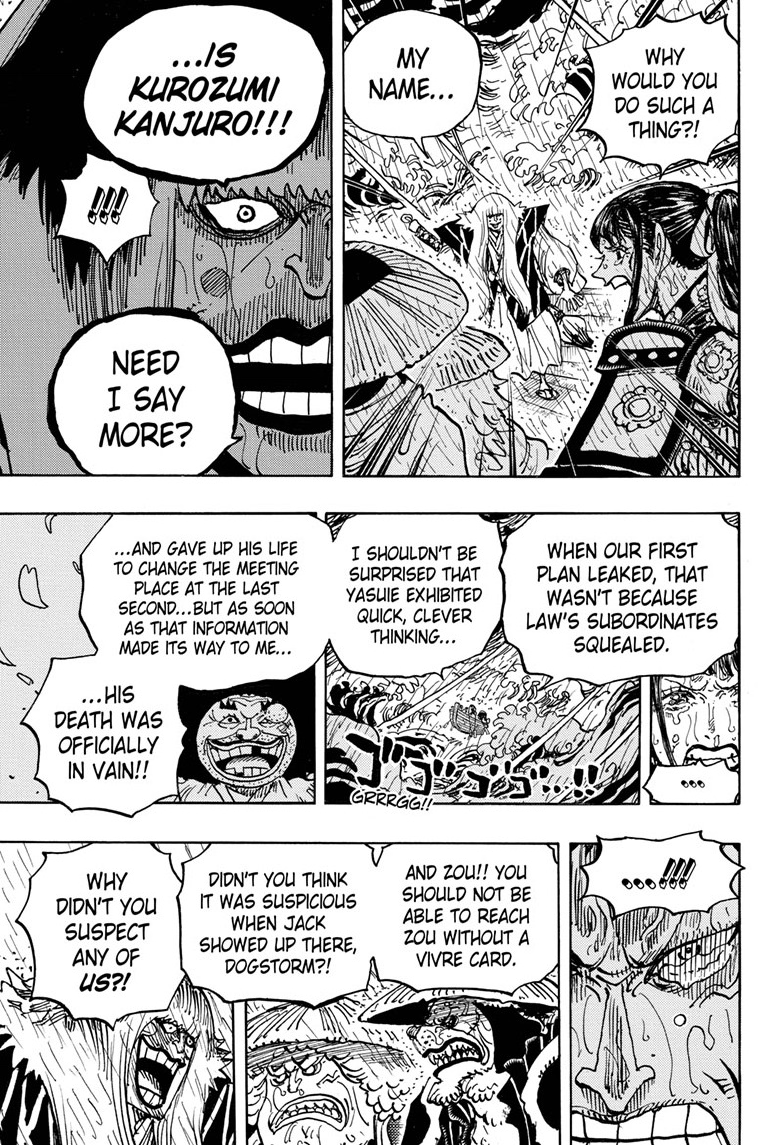 WHY
WOULD YOU
DO SUCH A
THING?!
MY
NAME...
...IS
KUROZUMI
KANJURO!!!
!!!!
NEED
I SAY
MORE?
WHEN OUR FIRST
PLAN LEAKED, THAT
WASN'T BECAUSE
LAW'S SUBORDINATES
SQUEALED.
...
I SHOULDN'T BE
SURPRISED THAT
YASUIE EXHIBITED
QUICK, CLEVER
THINKING...
ゴゴゴゴ...!!
GRRRGG!!
...AND GAVE UP HIS LIFE
TO CHANGE THE MEETING
PLACE AT THE LAST
SECOND...BUT AS SOON
AS THAT INFORMATION
MADE ITS WAY TO ME...
...HIS
DEATH WAS
OFFICIALLY
IN VAIN!!
...!!!
AND ZOU!! YOU
SHOULD NOT BE
ABLE TO REACH
ZOU WITHOUT A
VIVRE CARD.
DIDN'T YOU THINK
IT WAS SUSPICIOUS
WHEN JACK
SHOWED UP THERE,
DOGSTORM?!
WHY
DIDN'T YOU
SUSPECT
ANY OF
US?!